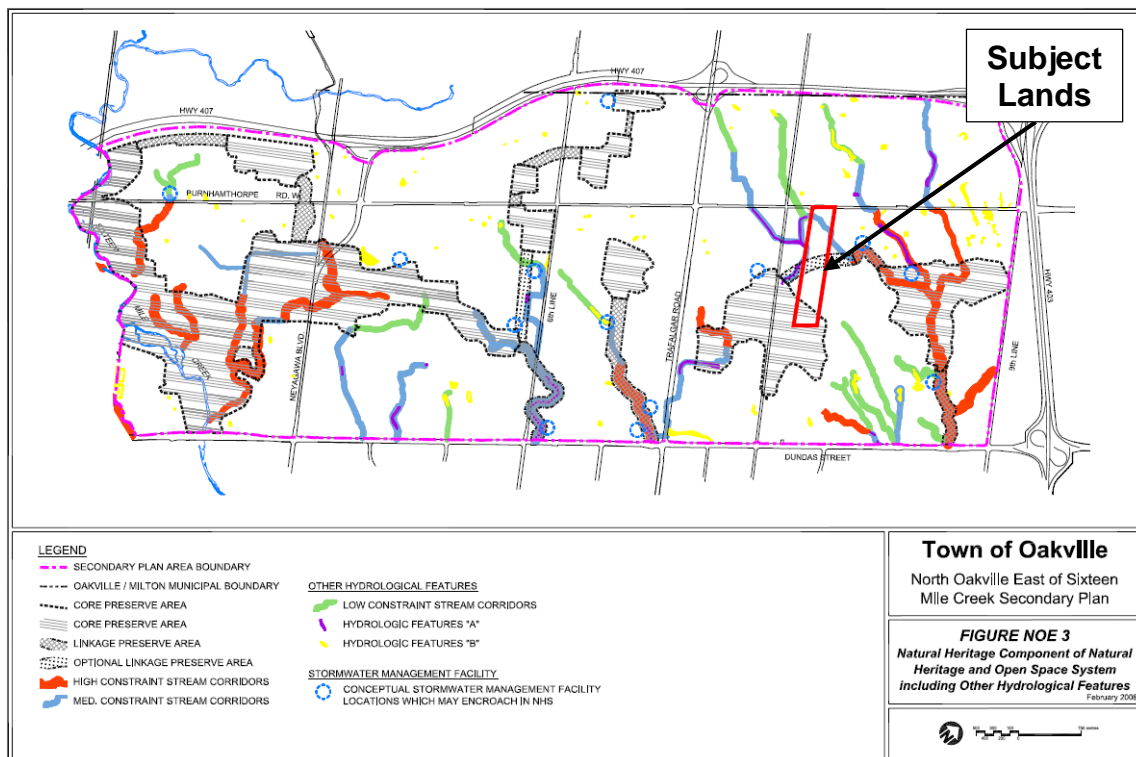 Subject
Lands
HWY 407
HWY 407
BURNHAMTHORPE
RD. W
SIXTEEN
MILE
CREEK
NEYAGAWA BLVD.
6th LINE
TRAFALGAR ROAD
HWY 403
9th LINE
DUNDAS STREET
LEGEND
SECONDARY PLAN AREA BOUNDARY
OAKVILLE / MILTON MUNICIPAL BOUNDARY
CORE PRESERVE AREA
CORE PRESERVE AREA
LINKAGE PRESERVE AREA
OPTIONAL LINKAGE PRESERVE AREA
HIGH CONSTRAINT STREAM CORRIDORS
MED. CONSTRAINT STREAM CORRIDORS
OTHER HYDROLOGICAL FEATURES
LOW CONSTRAINT STREAM CORRIDORS
HYDROLOGIC FEATURES "A"
HYDROLOGIC FEATURES "B"
STORMWATER MANAGEMENT FACILITY
CONCEPTUAL STORMWATER MANAGEMENT FACILITY
LOCATIONS WHICH MAY ENCROACH IN NHS
Town of Oakville
North Oakville East of Sixteen
Mile Creek Secondary Plan
FIGURE NOE 3
Natural Heritage Component of Natural
Heritage and Open Space System
including Other Hydrological Features
February 2008